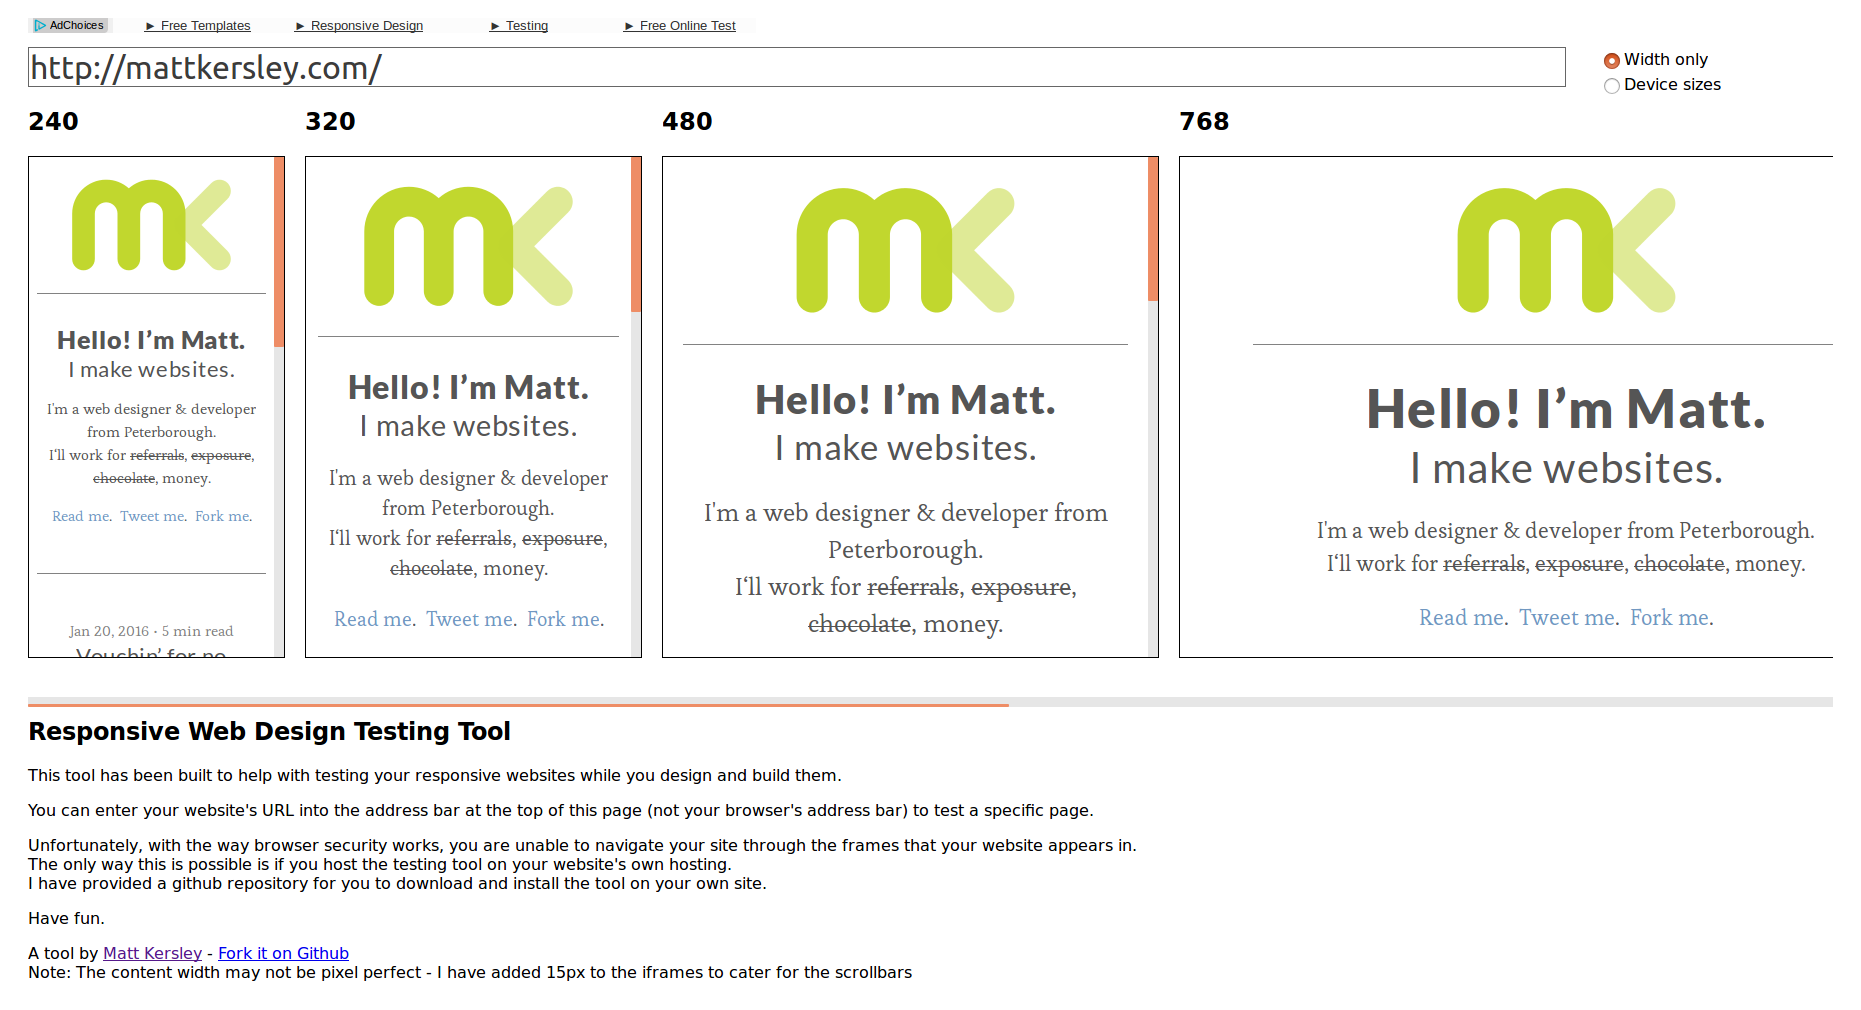 AdChoices
► Free Templates
► Responsive Design
► Testing
► Free Online Test
http://mattkersley.com/
Width only
Device sizes
240
mk
Hello! I’m Matt.
I make websites.
I'm a web designer & developer
from Peterborough.
I‘ll work for referrals, exposure,
chocolate, money.
Read me. Tweet me. Fork me.
Jan 20, 2016 • 5 min read
Vouchin’ for no
320
mk
Hello! I’m Matt.
I make websites.
I'm a web designer & developer
from Peterborough.
I‘ll work for referrals, exposure,
chocolate, money.
Read me. Tweet me. Fork me.
480
mk
Hello! I’m Matt.
I make websites.
I'm a web designer & developer from
Peterborough.
I‘ll work for referrals, exposure,
chocolate, money.
768
mk
Hello! I’m Matt.
I make websites.
I'm a web designer & developer from Peterborough.
I‘ll work for referrals, exposure, chocolate, money.
Read me. Tweet me. Fork me.
Responsive Web Design Testing Tool
This tool has been built to help with testing your responsive websites while you design and build them.
You can enter your website's URL into the address bar at the top of this page (not your browser's address bar) to test a specific page.
Unfortunately, with the way browser security works, you are unable to navigate your site through the frames that your website appears in.
The only way this is possible is if you host the testing tool on your website's own hosting.
I have provided a github repository for you to download and install the tool on your own site.
Have fun.
A tool by Matt Kersley - Fork it on Github
Note: The content width may not be pixel perfect - I have added 15px to the iframes to cater for the scrollbars